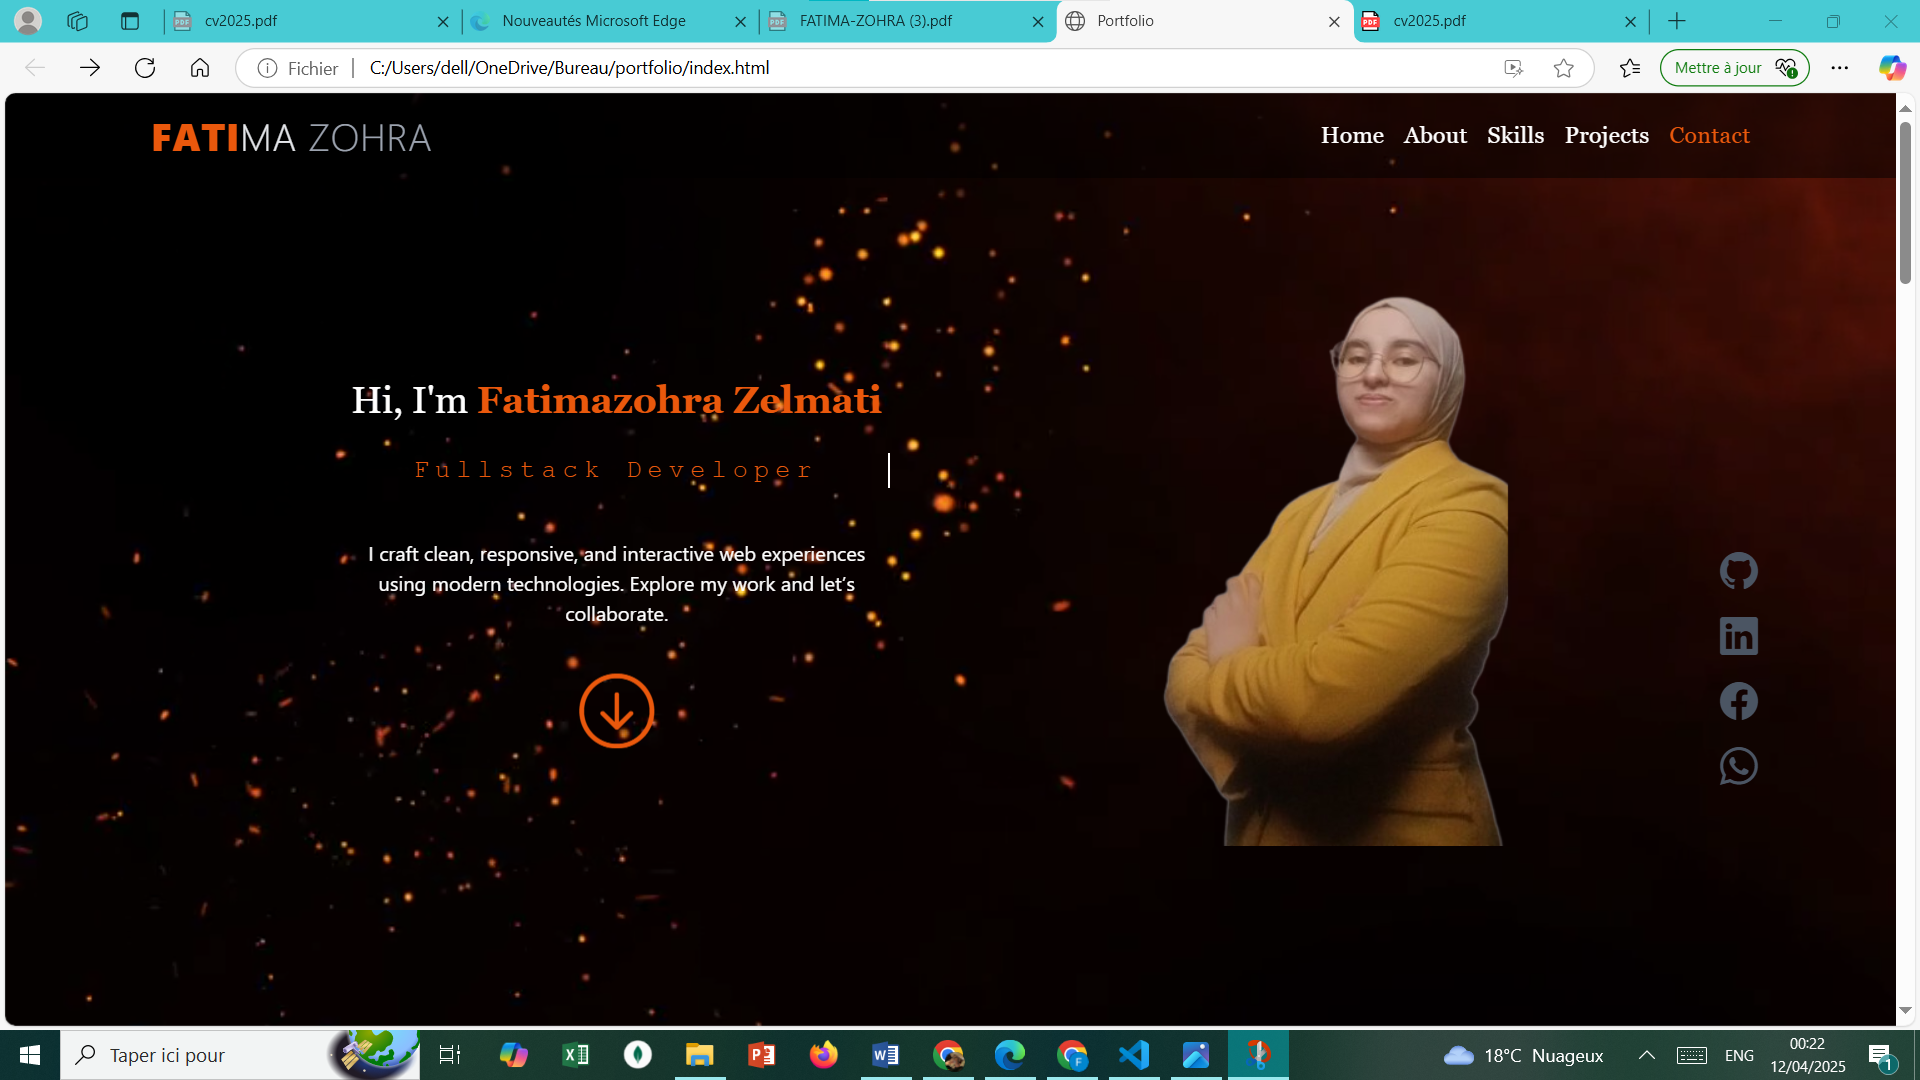 cv2025.pdf
Nouveautés Microsoft Edge
FATIMA-ZOHRA (3).pdf
Portfolio
cv2025.pdf
Fichier
C:/Users/dell/OneDrive/Bureau/portfolio/index.html
Mettre à jour
FATIMA ZOHRA
Home About Skills Projects Contact
Hi, I'm Fatimazohra Zelmati
Fullstack Developer
I craft clean, responsive, and interactive web experiences
using modern technologies. Explore my work and let’s
collaborate.
Taper ici pour
18°C Nuageux
ENG
00:22
12/04/2025
1